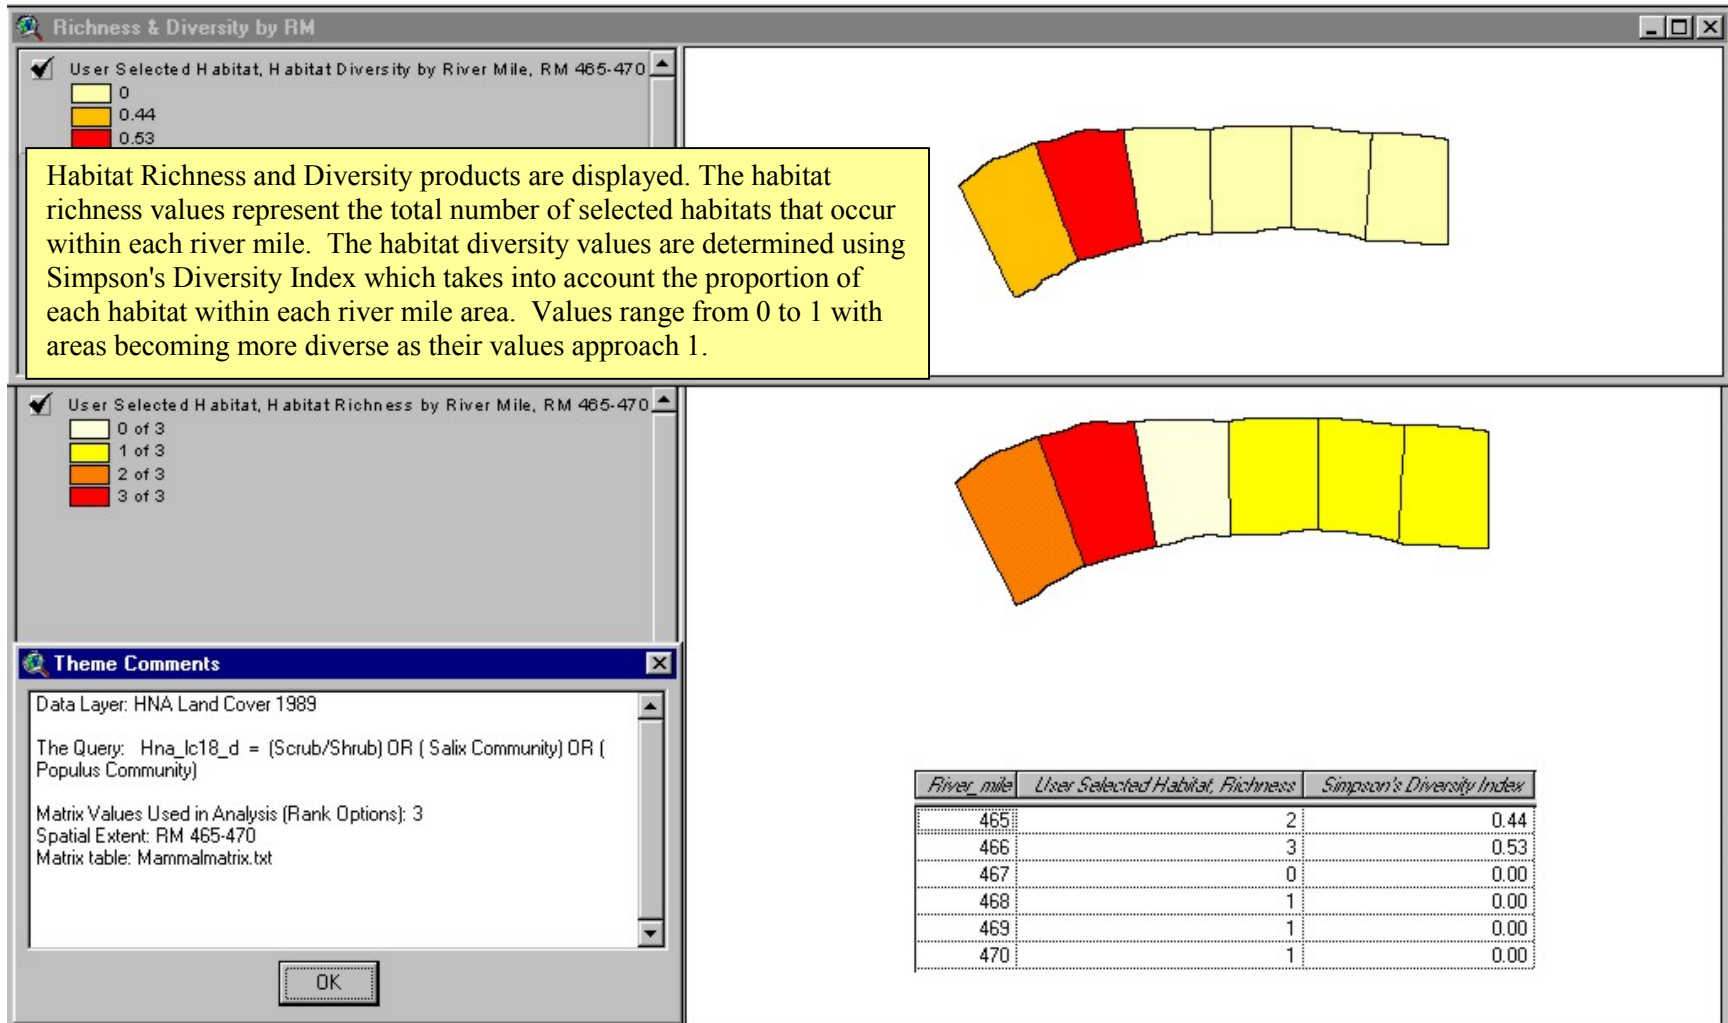 Richness & Diversity by RM
User Selected Habitat, Habitat Diversity by River Mile, RM 465-470
0
0.44
0.53
Habitat Richness and Diversity products are displayed. The habitat
richness values represent the total number of selected habitats that occur
within each river mile.  The habitat diversity values are determined using
Simpson's Diversity Index which takes into account the proportion of
each habitat within each river mile area.  Values range from 0 to 1 with
areas becoming more diverse as their values approach 1.
User Selected Habitat, Habitat Richness by River Mile, RM 465-470
0 of 3
1 of 3
2 of 3
3 of 3
Theme Comments
Data Layer: HNA Land Cover 1989
The Query:   Hna_lc18_d  =  (Scrub/Shrub) OR ( Salix Community) OR (
Populus Community)
Matrix Values Used in Analysis (Rank Options): 3
Spatial Extent: RM 465-470
Matrix table: Mammalmatrix.txt
OK
River_mile User Selected Habitat, Richness Simpson's Diversity Index
465 2 0.44
466 3 0.53
467 0 0.00
468 1 0.00
469 1 0.00
470 1 0.00